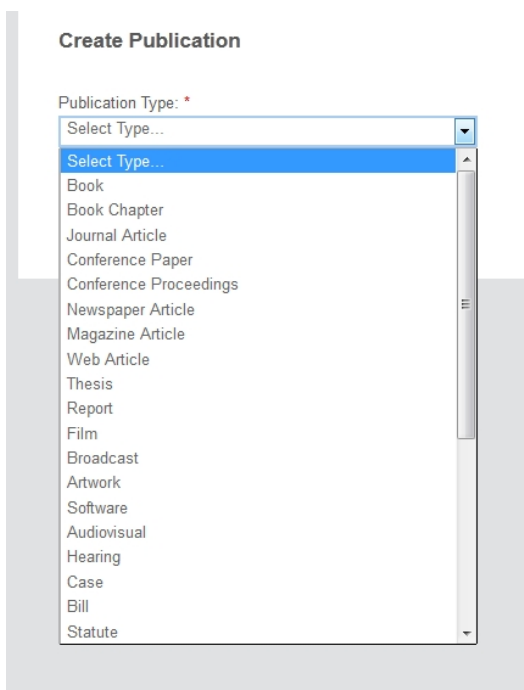 Create Publication
Publication Type: *
Select Type...
Select Type...
Book
Book Chapter
Journal Article
Conference Paper
Conference Proceedings
Newspaper Article
Magazine Article
Web Article
Thesis
Report
Film
Broadcast
Artwork
Software
Audiovisual
Hearing
Case
Bill
Statute